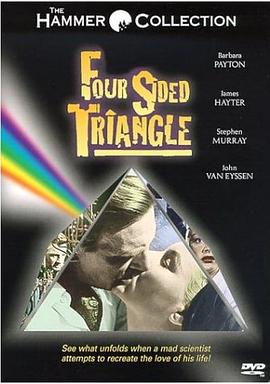 THE
HAMMER COLLECTION
Barbara
PAYTON
James
HAYTER
Stephen
MURRAY
John
VAN EYSSEN
FOUR SIDED
TRIANGLE
See what unfolds when a mad scientist
attempts to recreate the love of his life!
DVD